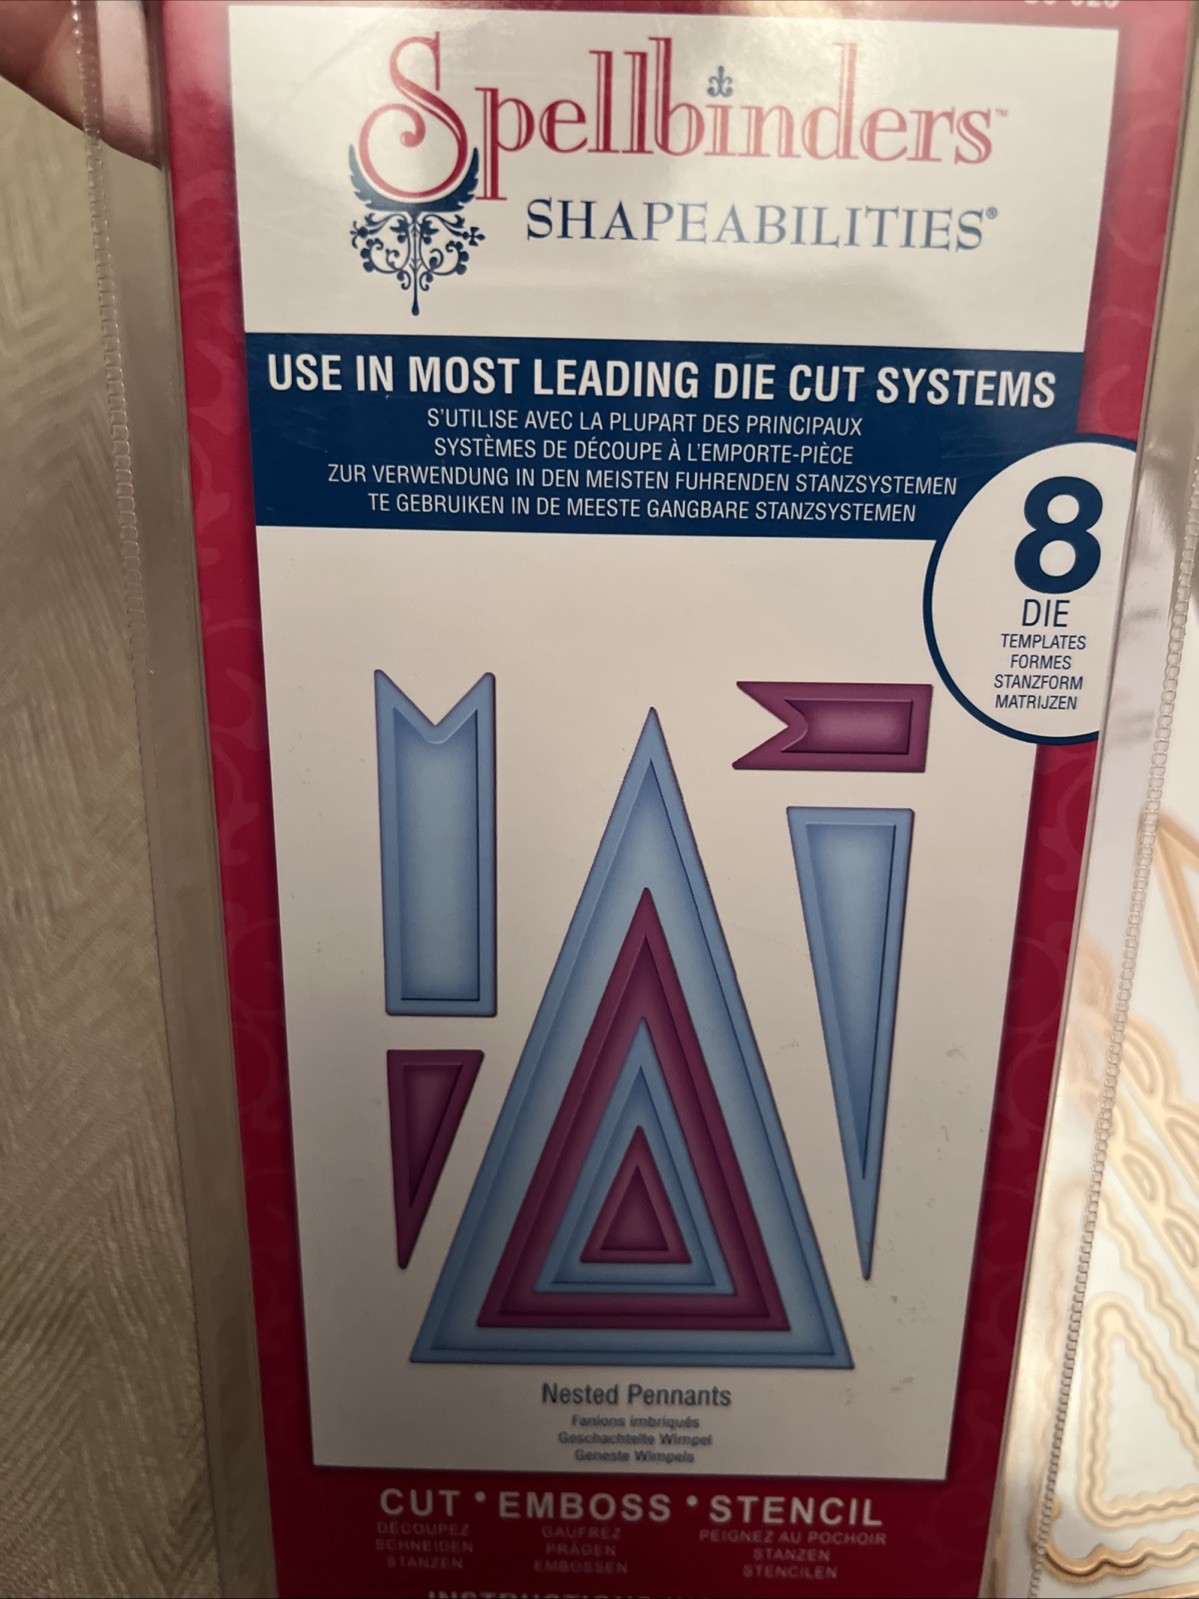 Spellbinders™
SHAPEABILITIES®
USE IN MOST LEADING DIE CUT SYSTEMS
S'UTILISE AVEC LA PLUPART DES PRINCIPAUX
SYSTÈMES DE DÉCOUPE À L'EMPORTE-PIÈCE
ZUR VERWENDUNG IN DEN MEISTEN FUHRENDEN STANZSYSTEMEN
TE GEBRUIKEN IN DE MEESTE GANGBARE STANZSYSTEMEN
8
DIE
TEMPLATES
FORMES
STANZFORM
MATRIJZEN
Nested Pennants
Fanions imbriqués
Geschachtelte Wimpel
Geneste Wimpels
CUT • EMBOSS • STENCIL
DÉCOUPEZ GAUFREZ PEIGNEZ AU POCHOIR
SCHNEIDEN PRÄGEN STANZEN
STANZEN EMBOSSEN STENCILEN